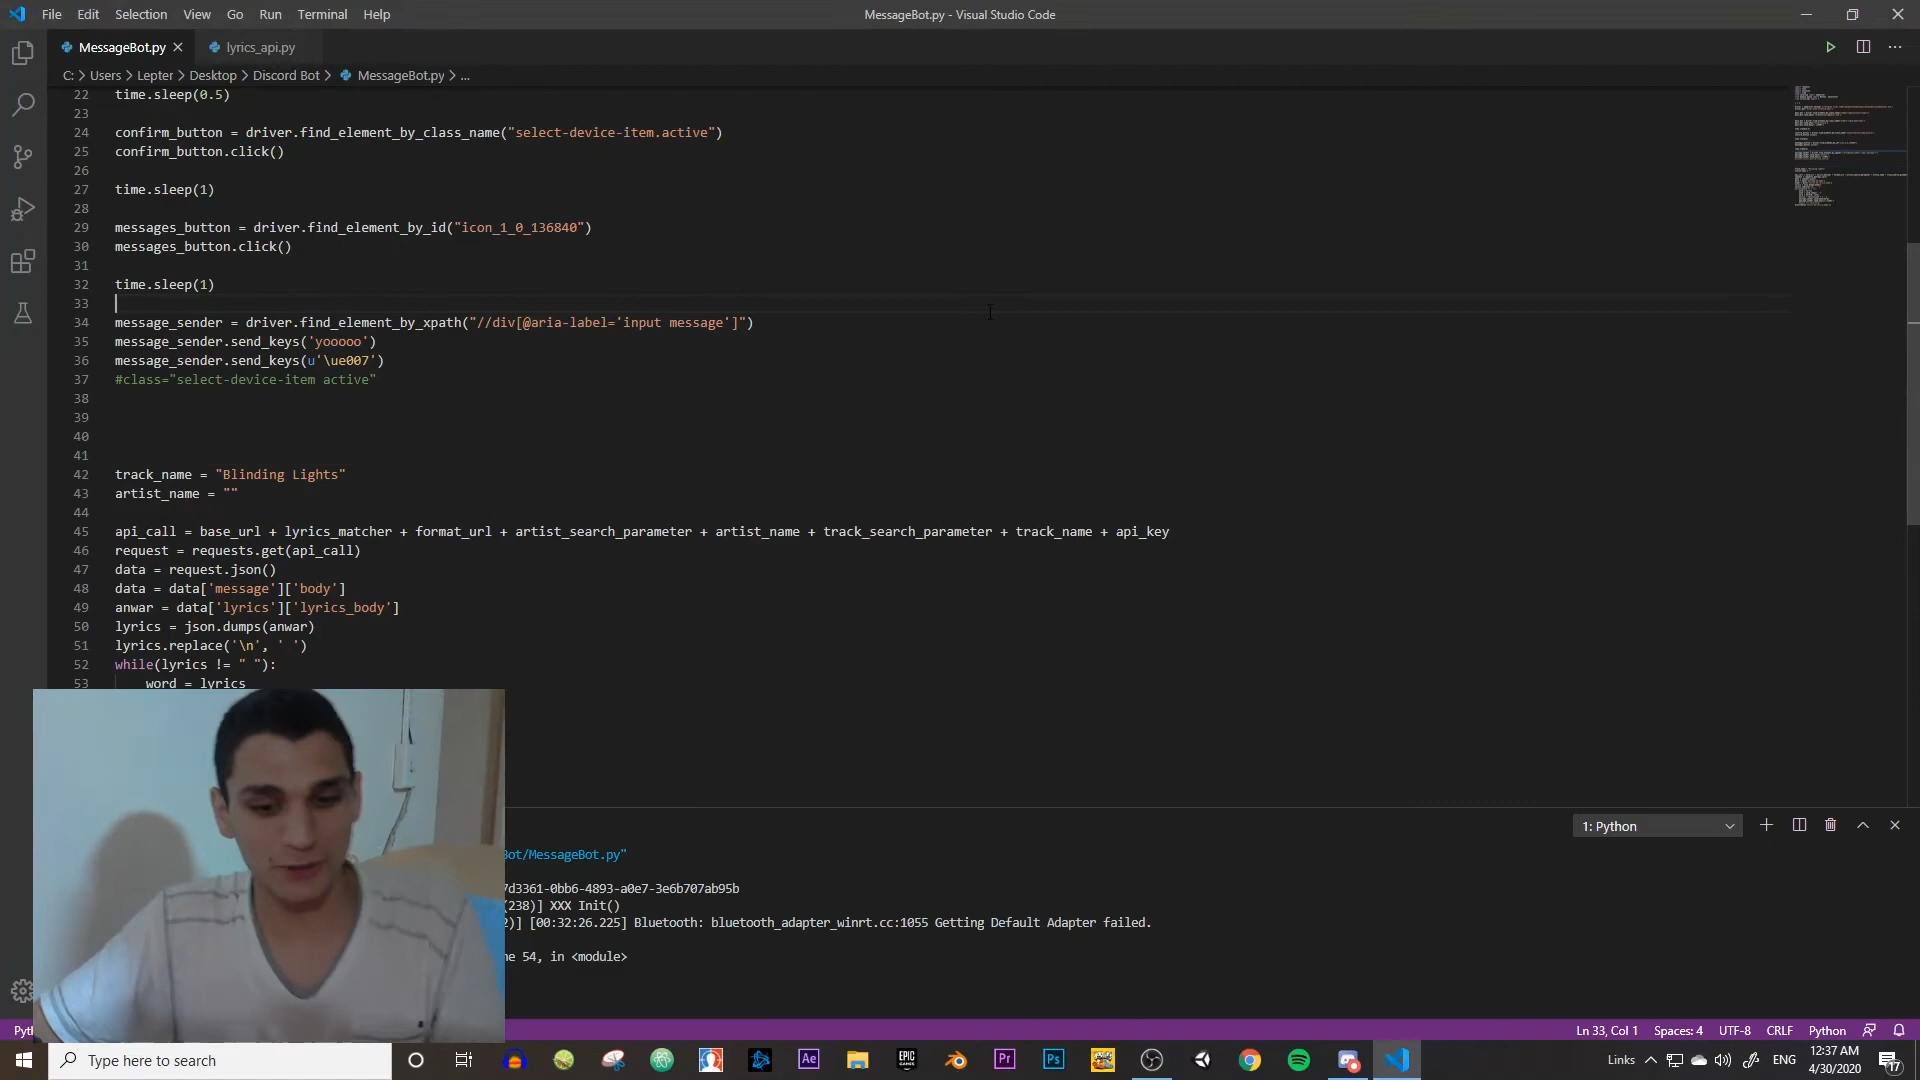 File Edit Selection View Go Run Terminal Help
MessageBot.py - Visual Studio Code
MessageBot.py lyrics_api.py
C: > Users > Lepter > Desktop > Discord Bot > MessageBot.py > ...
22 time.sleep(0.5)
23
24 confirm_button = driver.find_element_by_class_name("select-device-item.active")
25 confirm_button.click()
26
27 time.sleep(1)
28
29 messages_button = driver.find_element_by_id("icon_1_0_136840")
30 messages_button.click()
31
32 time.sleep(1)
33
34 message_sender = driver.find_element_by_xpath("//div[@aria-label='input message']")
35 message_sender.send_keys('yooooo')
36 message_sender.send_keys(u'\ue007')
37 #class="select-device-item active"
38
39
40
41
42 track_name = "Blinding Lights"
43 artist_name = ""
44
45 api_call = base_url + lyrics_matcher + format_url + artist_search_parameter + artist_name + track_search_parameter + track_name + api_key
46 request = requests.get(api_call)
47 data = request.json()
48 data = data['message']['body']
49 anwar = data['lyrics']['lyrics_body']
50 lyrics = json.dumps(anwar)
51 lyrics.replace('\n', ' ')
52 while(lyrics != " "):
53 word = lyrics
1: Python
Bot/MessageBot.py"
7d3361-0bb6-4893-a0e7-3e6b707ab95b
(238)] XXX Init()
2)] [00:32:26.225] Bluetooth: bluetooth_adapter_winrt.cc:1055 Getting Default Adapter failed.
ne 54, in <module>
Pyth
Ln 33, Col 1 Spaces: 4 UTF-8 CRLF Python
Type here to search
Ae
EPIC GAMES
Pr
Ps
Links
ENG
12:37 AM
4/30/2020
17